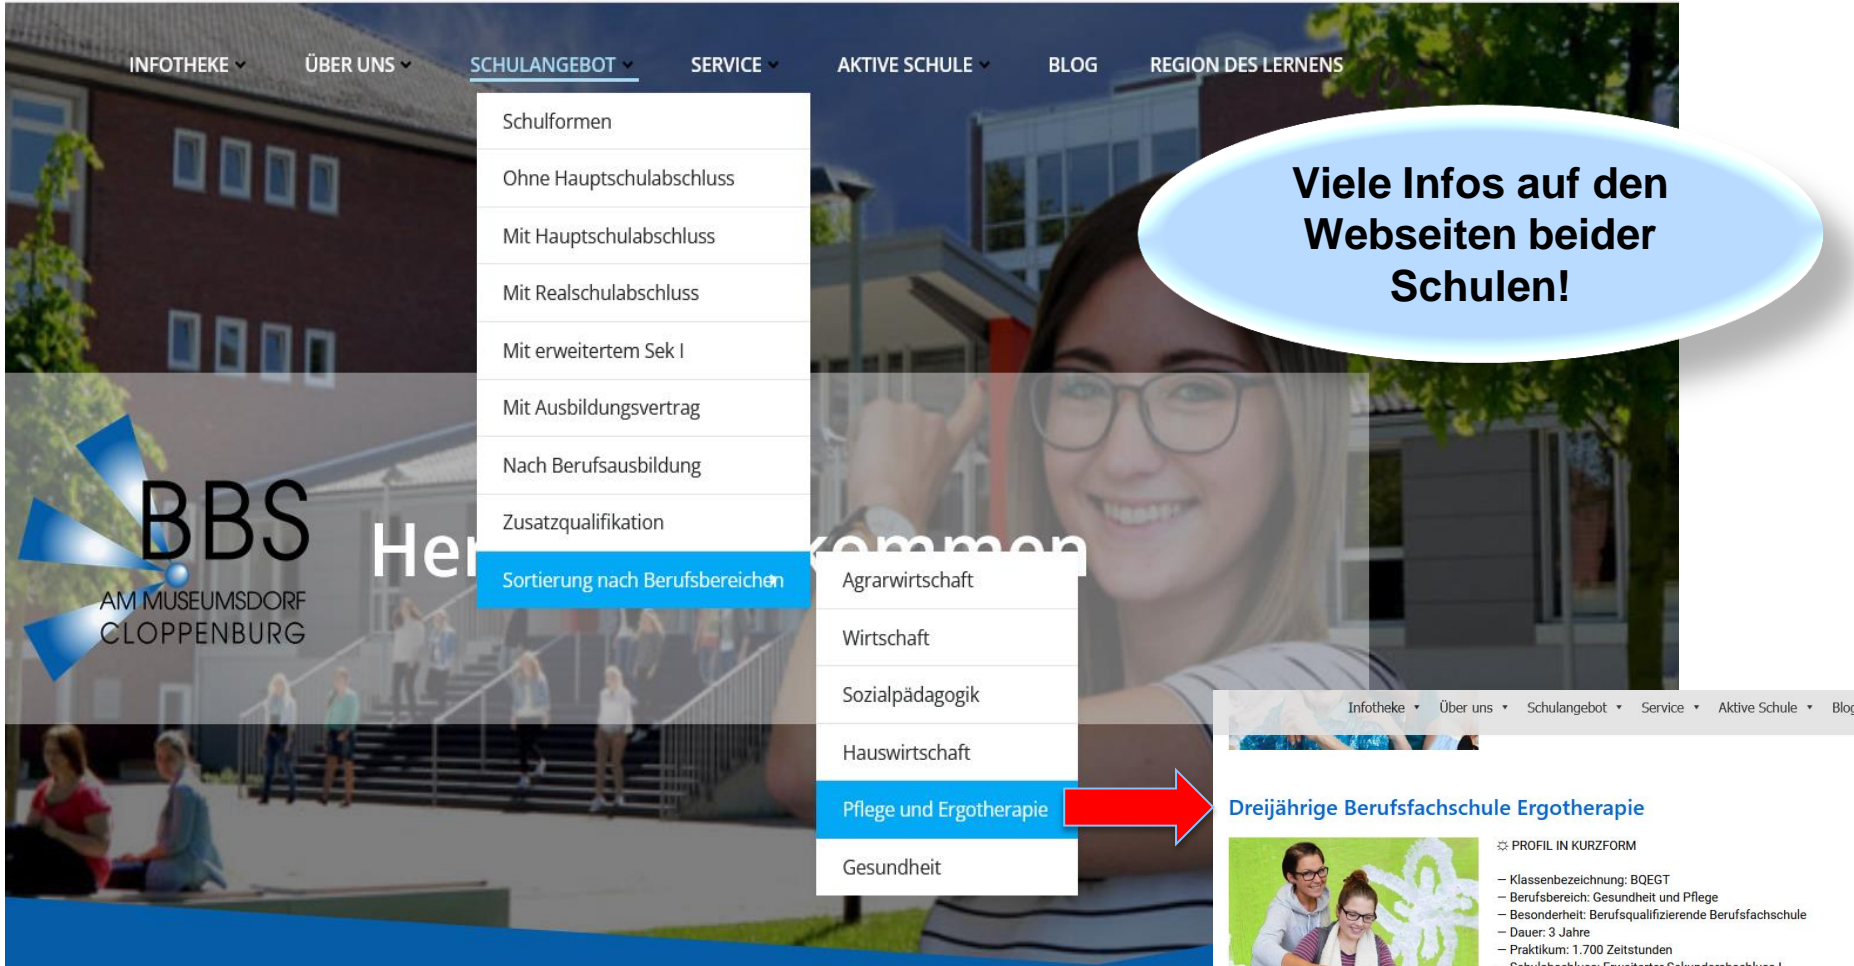 INFOTHEKE ÜBER UNS SCHULANGEBOT SERVICE AKTIVE SCHULE BLOG REGION DES LERNENS
Schulformen
Ohne Hauptschulabschluss
Mit Hauptschulabschluss
Mit Realschulabschluss
Mit erweitertem Sek I
Mit Ausbildungsvertrag
Nach Berufsausbildung
Zusatzqualifikation
Sortierung nach Berufsbereichen
Agrarwirtschaft
Wirtschaft
Sozialpädagogik
Hauswirtschaft
Pflege und Ergotherapie
Gesundheit
Viele Infos auf den
Webseiten beider
Schulen!
BBS
AM MUSEUMSDORF
CLOPPENBURG
Infotheke Über uns Schulangebot Service Aktive Schule Blog
Dreijährige Berufsfachschule Ergotherapie
PROFIL IN KURZFORM
– Klassenbezeichnung: BQEGT
– Berufsbereich: Gesundheit und Pflege
– Besonderheit: Berufsqualifizierende Berufsfachschule
– Dauer: 3 Jahre
– Praktikum: 1.700 Zeitstunden
– Schulabschluss: Erweiterter Sekundarabschluss I